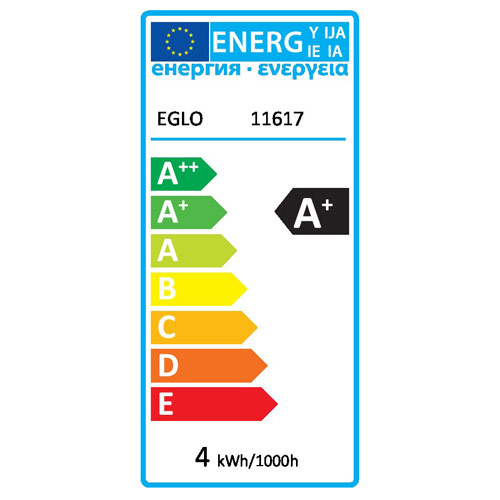 ENERG Y IJA
IE IA
енергия · ενεργεια
EGLO 11617
A++
A+ A+
A
B
C
D
E
4 kWh/1000h